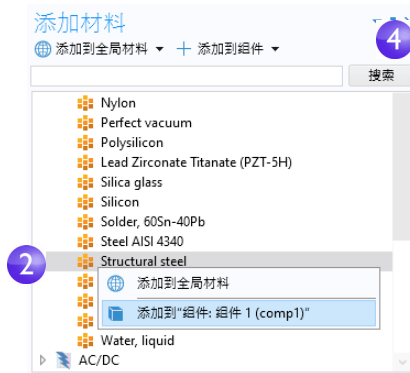 添加材料
4
添加到全局材料 添加到組件
搜索
Nylon
Perfect vacuum
Polysilicon
Lead Zirconate Titanate (PZT-5H)
Silica glass
Silicon
Solder, 60Sn-40Pb
Steel AISI 4340
2 Structural steel
添加到全局材料
添加到“组件: 组件 1 (comp1)”
Water, liquid
AC/DC